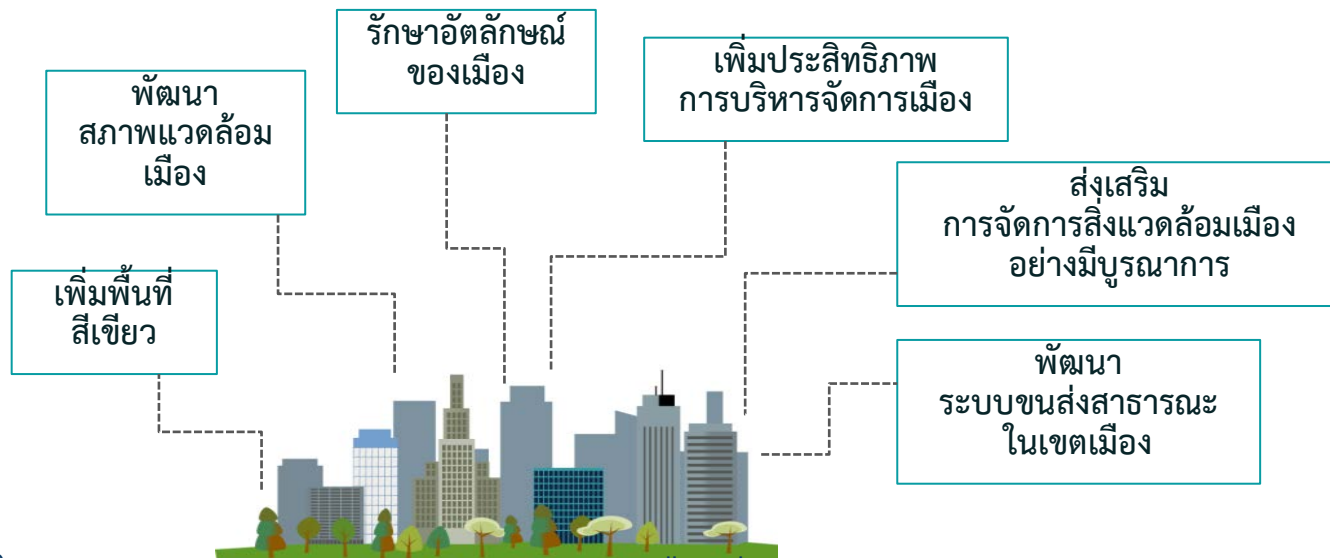 รักษาอัตลักษณ์
ของเมือง
เพิ่มประสิทธิภาพ
การบริหารจัดการเมือง
พัฒนา
สภาพแวดล้อม
เมือง
ส่งเสริม
การจัดการสิ่งแวดล้อมเมือง
อย่างมีบูรณาการ
เพิ่มพื้นที่
สีเขียว
พัฒนา
ระบบขนส่งสาธารณะ
ในเขตเมือง